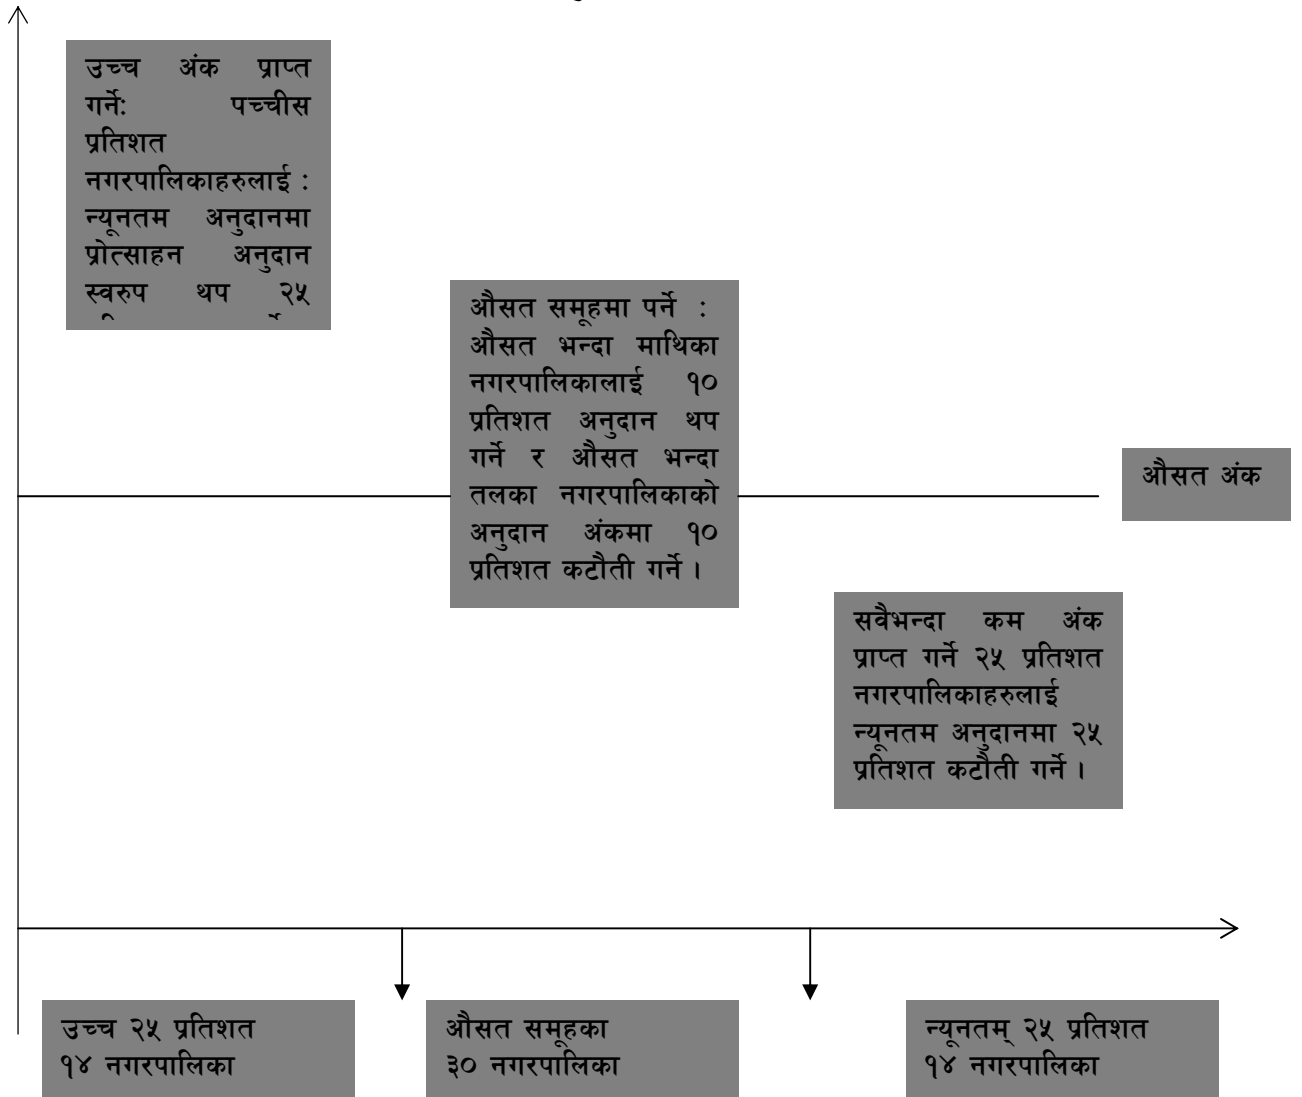 उच्च अंक प्राप्त
गर्ने: पच्चीस
प्रतिशत
नगरपालिकाहरुलाई :
न्यूनतम अनुदानमा
प्रोत्साहन अनुदान
स्वरुप थप २५
औसत समूहमा पर्ने :
औसत भन्दा माथिका
नगरपालिकालाई १०
प्रतिशत अनुदान थप
गर्ने र औसत भन्दा
तलका नगरपालिकाको
अनुदान अंकमा १०
प्रतिशत कटौती गर्ने ।
औसत अंक
सवैभन्दा कम अंक
प्राप्त गर्ने २५ प्रतिशत
नगरपालिकाहरुलाई
न्यूनतम अनुदानमा २५
प्रतिशत कटौती गर्ने ।
उच्च २५ प्रतिशत
१४ नगरपालिका
औसत समूहका
३० नगरपालिका
न्यूनतम् २५ प्रतिशत
१४ नगरपालिका